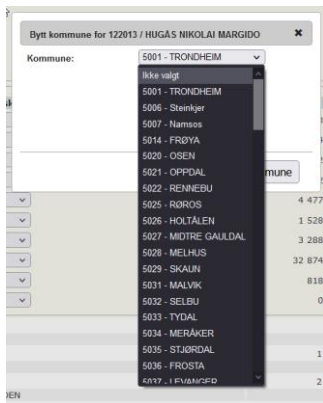 Bytt kommune for 122013 / HUGÅS NIKOLAI MARGIDO
Kommune:
5001 - TRONDHEIM
Ikke valgt
5001 - TRONDHEIM
5006 - Steinkjer
5007 - Namsos
5014 - FRØYA
5020 - OSEN
5021 - OPPDAL
mune
5022 - RENNEBU
5025 - RØROS
4 477
5026 - HOLTÅLEN
1 528
5027 - MIDTRE GAULDAL
3 288
5028 - MELHUS
5029 - SKAUN
32 874
5031 - MALVIK
818
5032 - SELBU
0
5033 - TYDAL
5034 - MERÅKER
5035 - STJØRDAL
1
5036 - FROSTA
5037 - LEVANGER
2
DEN